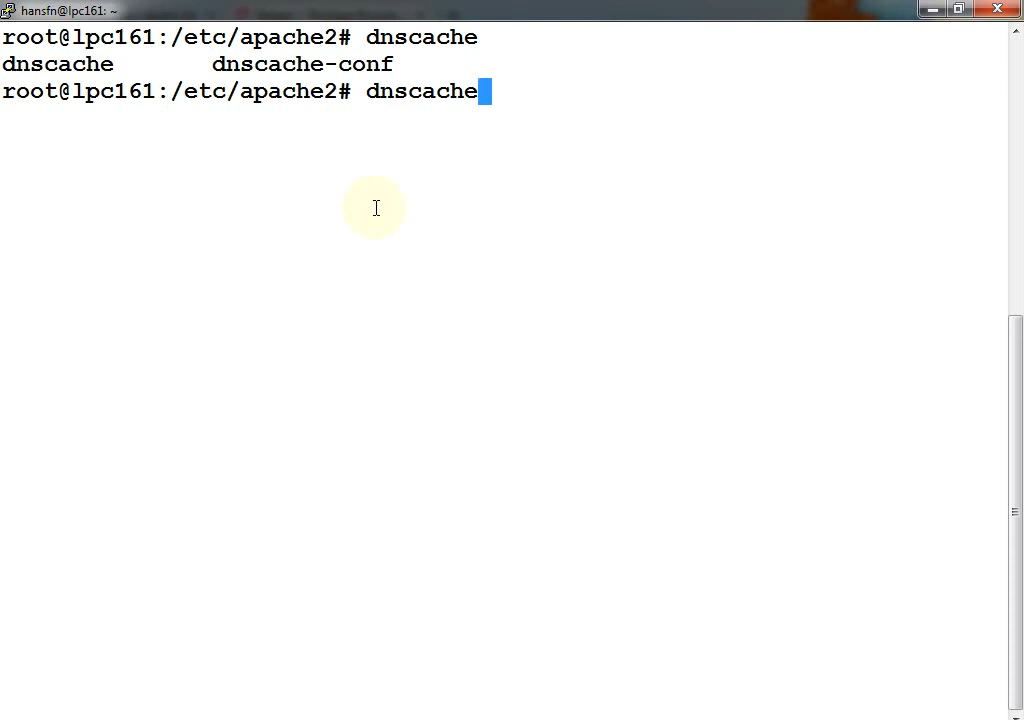 hansfn@lpc161: ~
root@lpc161:/etc/apache2# dnscache
dnscache       dnscache-conf
root@lpc161:/etc/apache2# dnscache